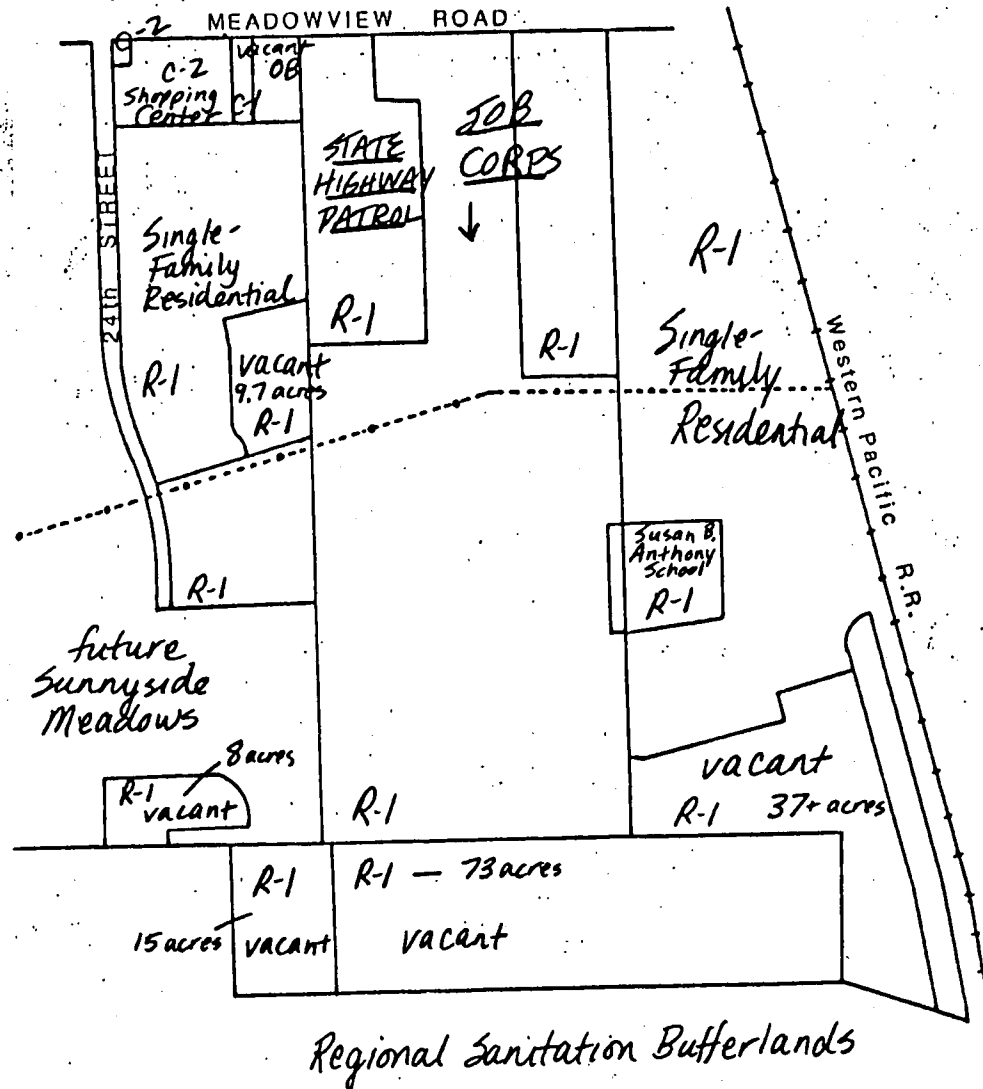 MEADOWVIEW ROAD
C-2
C-2
Shopping
Center
C-1
vacant
OB
24th STREET
STATE
HIGHWAY
PATROL
R-1
JOB
CORPS
R-1
Single-
Family
Residential
R-1
vacant
9.7 acres
R-1
R-1
Single-
Family
Residential
Western Pacific R.R.
Susan B.
Anthony
School
R-1
R-1
future
Sunnyside
Meadows
8 acres
R-1
vacant
R-1
vacant
R-1 37+ acres
R-1
15 acres vacant
R-1 — 73 acres
vacant
Regional Sanitation Bufferlands